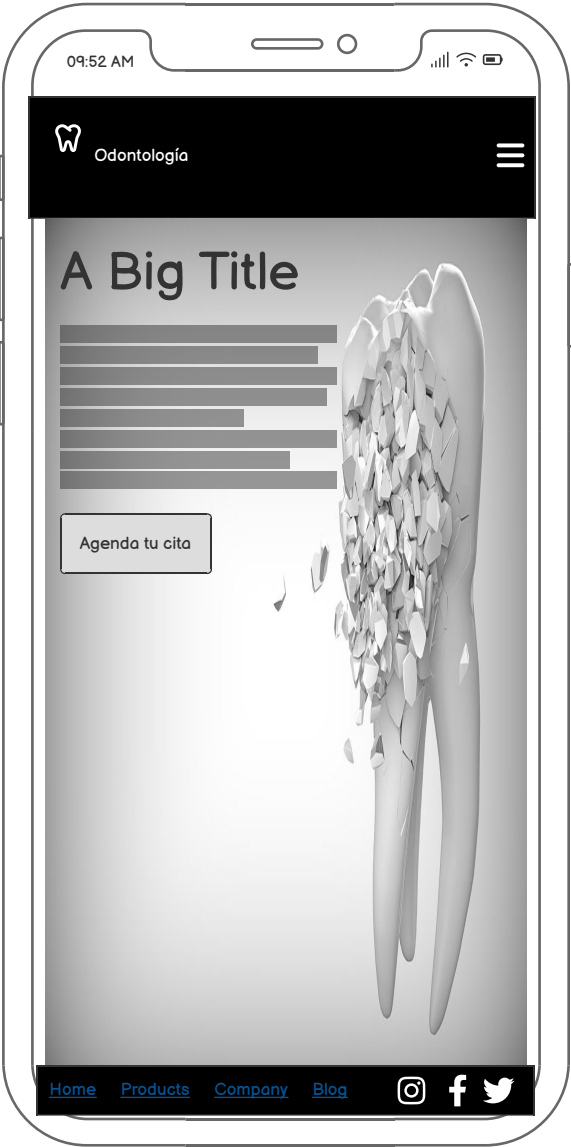 09:52 AM
Odontología
A Big Title
Agenda tu cita
Home Products Company Blog